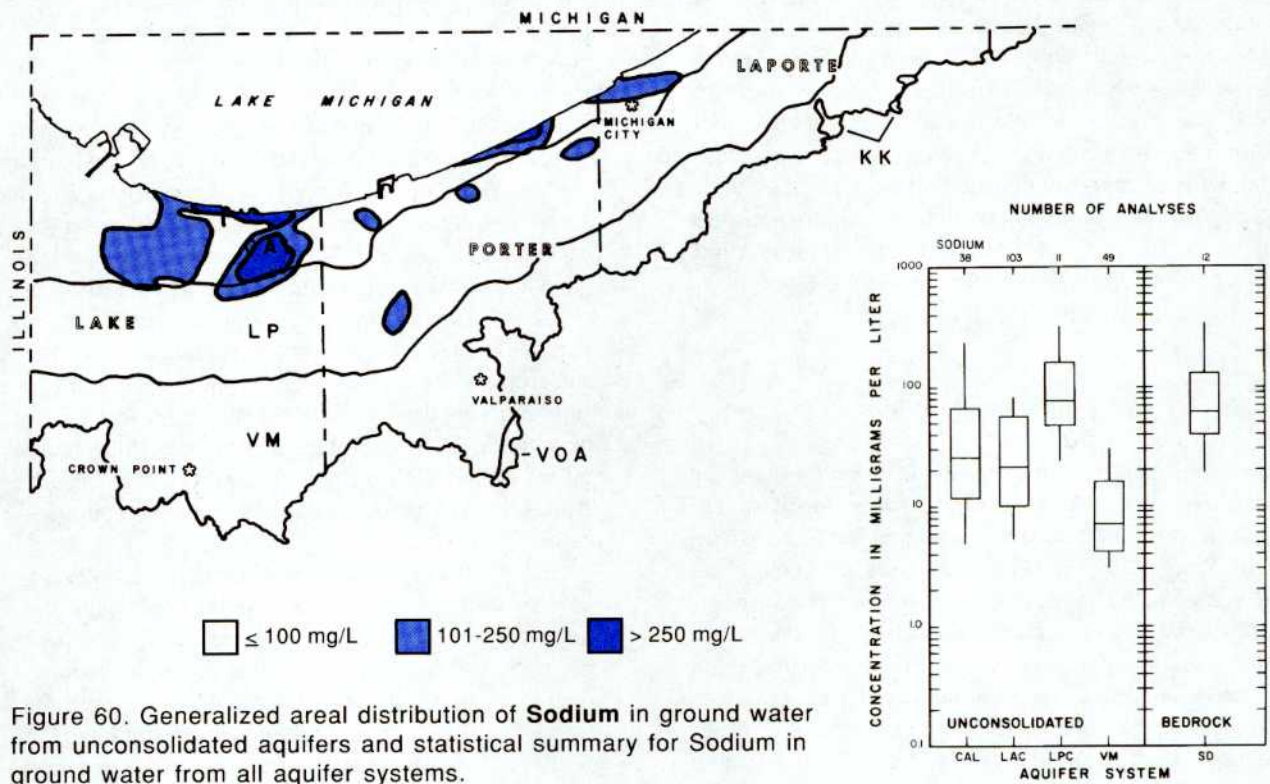 MICHIGAN
LAPORTE
LAKE MICHIGAN
MICHIGAN
CITY
KK
ILLINOIS
A
PORTER
LAKE
LP
VALPARAISO
VM
CROWN POINT
-VOA
≤ 100 mg/L 101-250 mg/L > 250 mg/L
Figure 60. Generalized areal distribution of Sodium in ground water
from unconsolidated aquifers and statistical summary for Sodium in
ground water from all aquifer systems.
NUMBER OF ANALYSES
SODIUM
38 103 11 49 12
CONCENTRATION IN MILLIGRAMS PER LITER
1000
100
10
1.0
0.1
UNCONSOLIDATED BEDROCK
CAL LAC LPC VM SD
AQUIFER SYSTEM